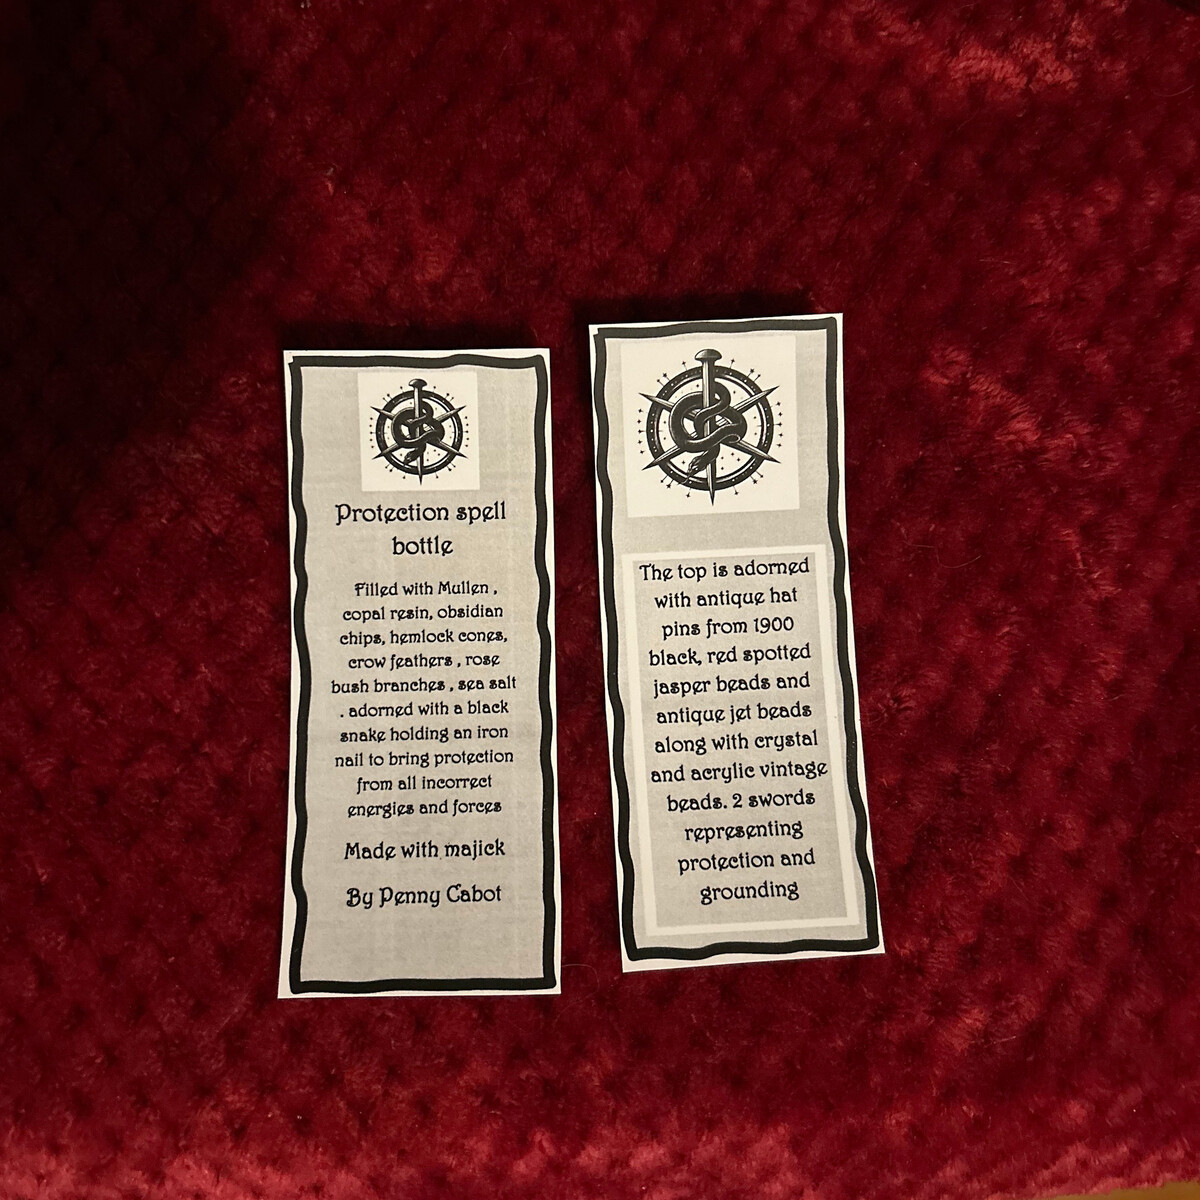 Protection spell
bottle
Filled with Mullen ,
copal resin, obsidian
chips, hemlock cones,
crow feathers , rose
bush branches , sea salt
. adorned with a black
snake holding an iron
nail to bring protection
from all incorrect
energies and forces
Made with majick
By Penny Cabot
The top is adorned
with antique hat
pins from 1900
black, red spotted
jasper beads and
antique jet beads
along with crystal
and acrylic vintage
beads. 2 swords
representing
protection and
grounding